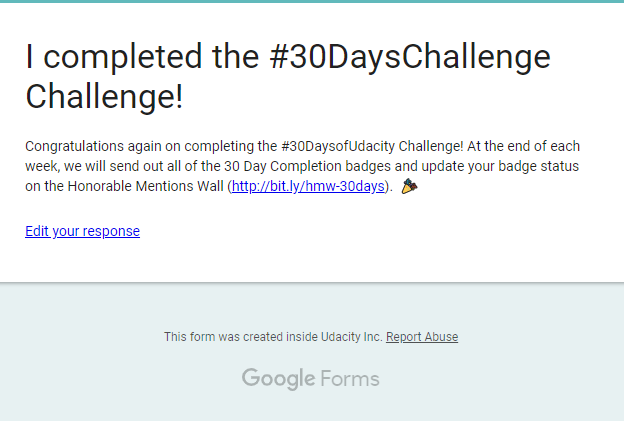 I completed the #30DaysChallenge
Challenge!
Congratulations again on completing the #30DaysofUdacity Challenge! At the end of each
week, we will send out all of the 30 Day Completion badges and update your badge status
on the Honorable Mentions Wall (http://bit.ly/hmw-30days). 🎉
Edit your response
This form was created inside Udacity Inc. Report Abuse
Google Forms